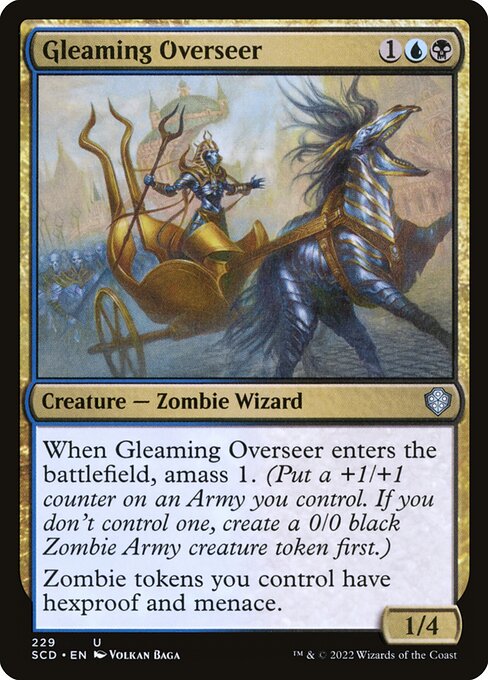 Gleaming Overseer 1
Creature — Zombie Wizard
When Gleaming Overseer enters the
battlefield, amass 1. (Put a +1/+1
counter on an Army you control. If you
don't control one, create a 0/0 black
Zombie Army creature token first.)
Zombie tokens you control have
hexproof and menace.
1/4
229 U
SCD • EN Volkan Baga ™ & © 2022 Wizards of the Coast